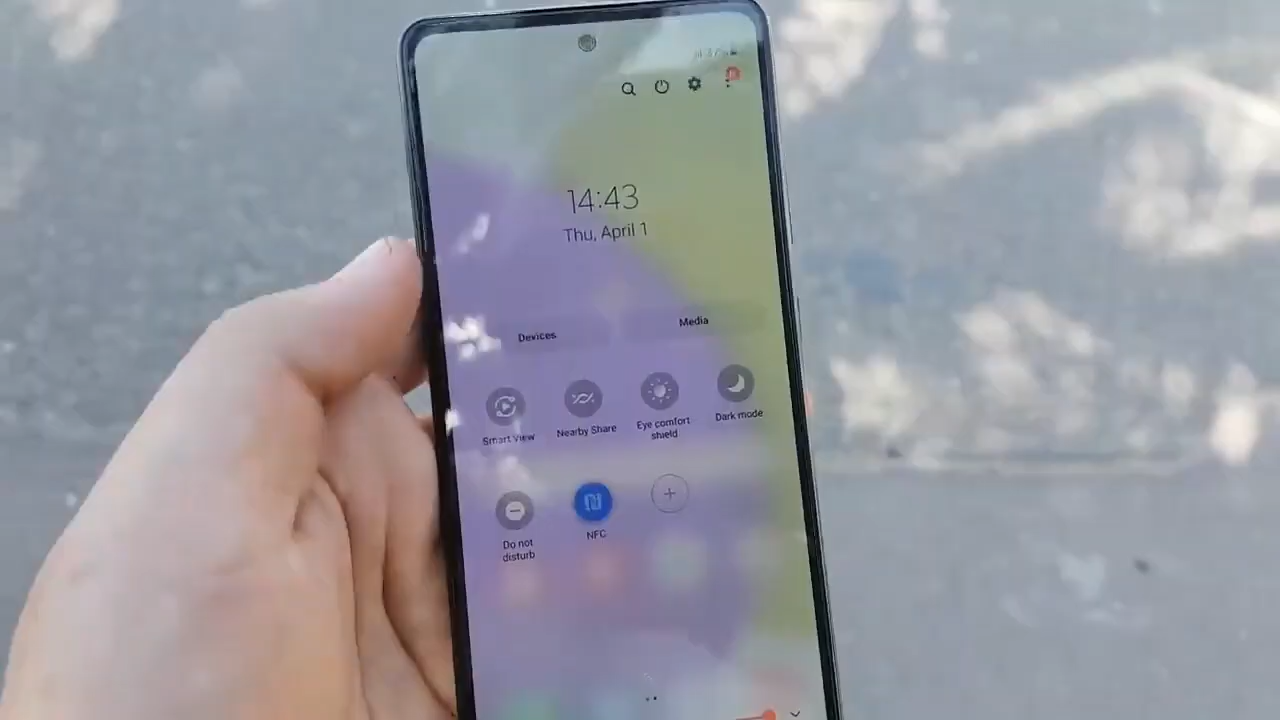 14:43
Thu, April 1
Devices
Media
Smart View
Nearby Share
Eye comfort
shield
Dark mode
Do not
disturb
NFC